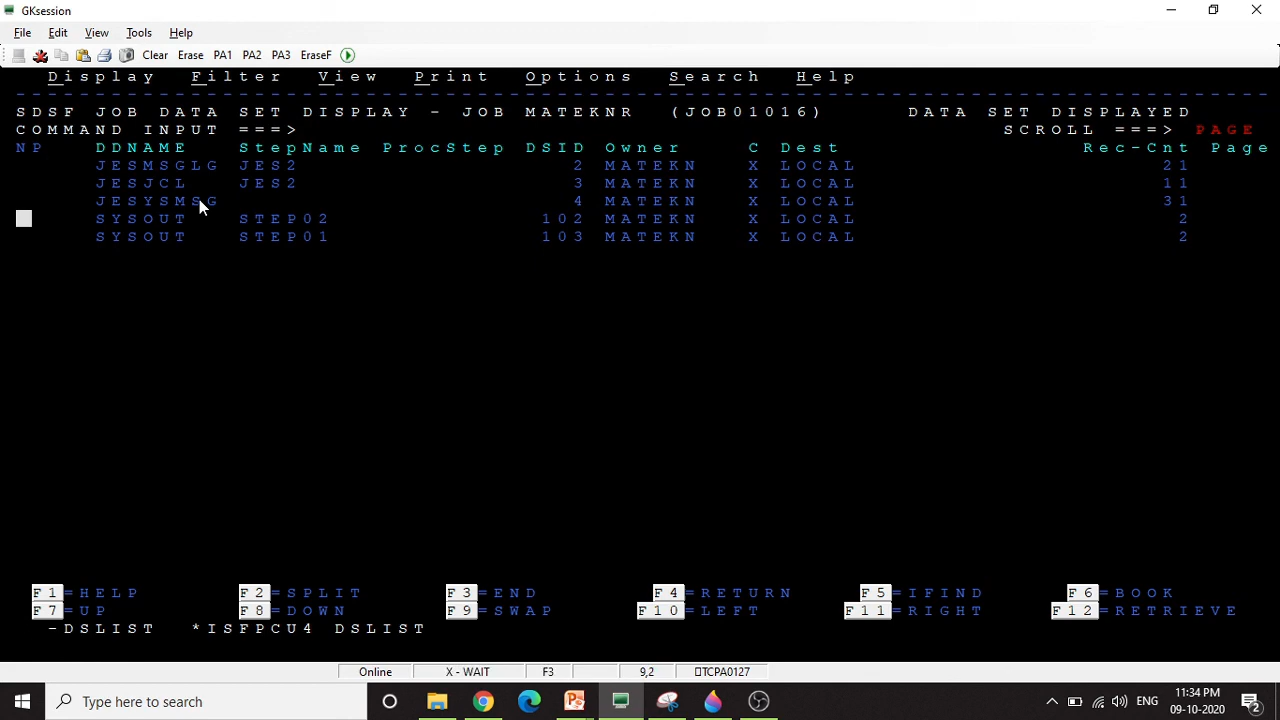 GKsession
File Edit View Tools Help
Clear Erase PA1 PA2 PA3 EraseF
Display Filter View Print Options Search Help
SDSF JOB DATA SET DISPLAY - JOB MATEKNR (JOB01016) DATA SET DISPLAYED
COMMAND INPUT ===> SCROLL ===> PAGE
NP DDNAME StepName ProcStep DSID Owner C Dest Rec-Cnt Page
JESMSGLG JES2 2 MATEKN X LOCAL 21
JESJCL JES2 3 MATEKN X LOCAL 11
JESYSMSG 4 MATEKN X LOCAL 31
SYSOUT STEP02 102 MATEKN X LOCAL 2
SYSOUT STEP01 103 MATEKN X LOCAL 2
F1=HELP F2=SPLIT F3=END F4=RETURN F5=IFIND F6=BOOK
F7=UP F8=DOWN F9=SWAP F10=LEFT F11=RIGHT F12=RETRIEVE
-DSLIST *ISFPCU4 DSLIST
Online X - WAIT F3 9,2 TCPA0127
Type here to search
ENG
11:34 PM
09-10-2020
2